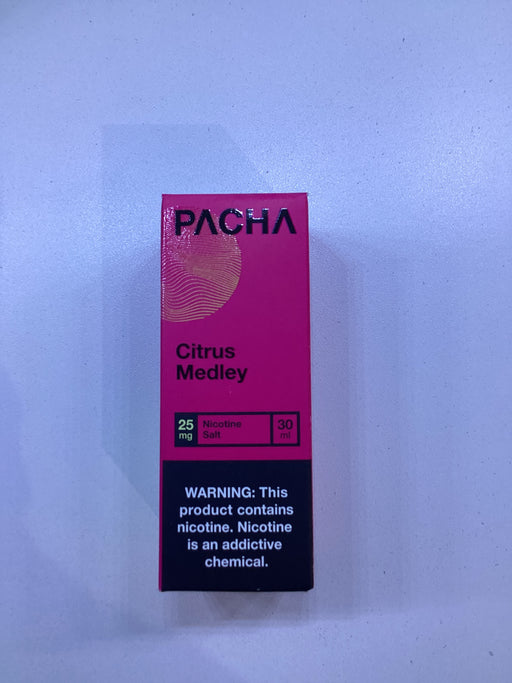 PACHA
Citrus
Medley
25
mg
Nicotine
Salt
30
ml
WARNING: This
product contains
nicotine. Nicotine
is an addictive
chemical.